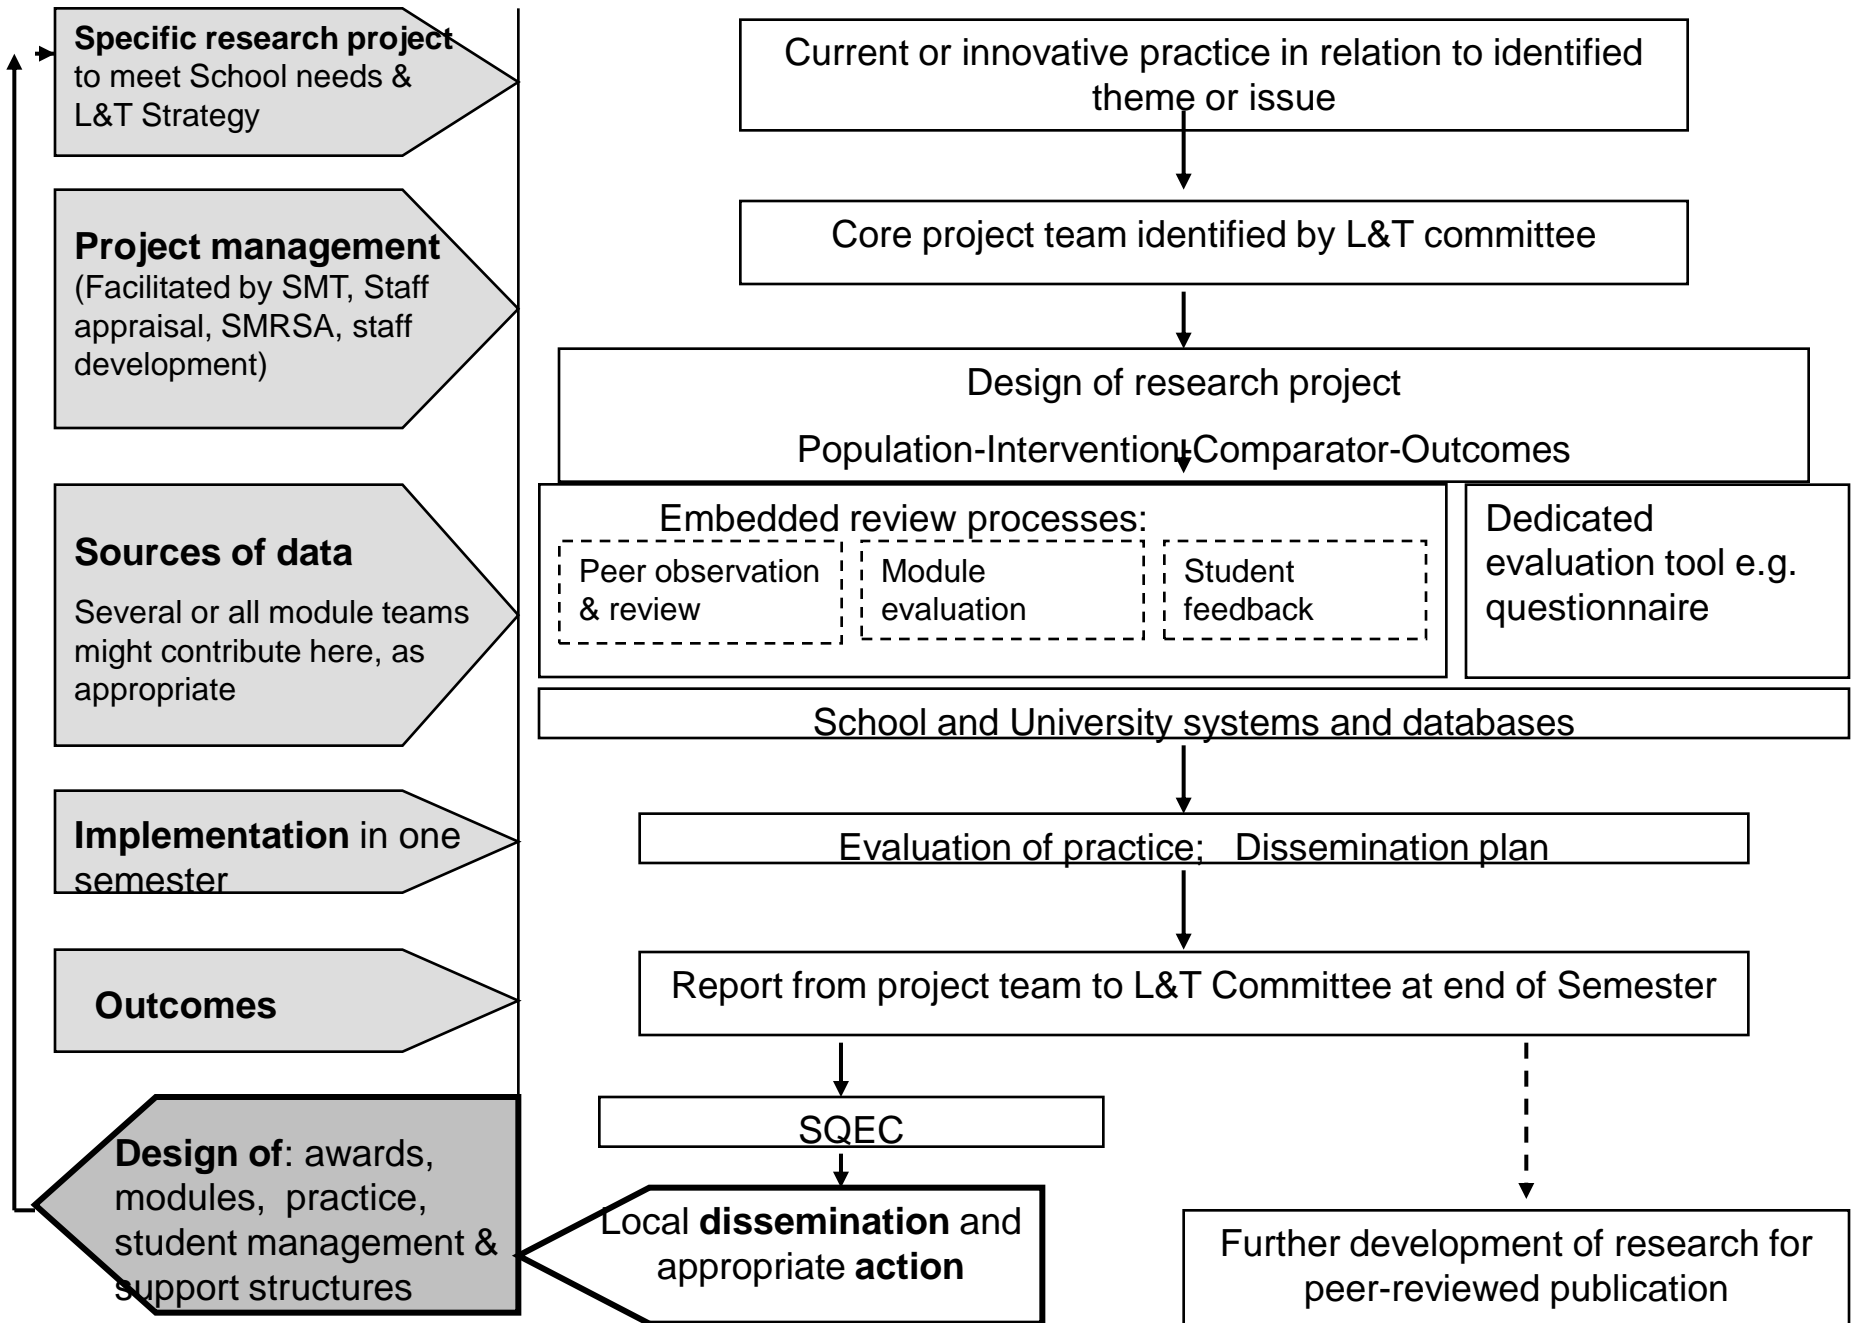 Specific research project
to meet School needs &
L&T Strategy
Current or innovative practice in relation to identified
theme or issue
Project management
(Facilitated by SMT, Staff
appraisal, SMRSA, staff
development)
Core project team identified by L&T committee
Design of research project
Population-Intervention-Comparator-Outcomes
Sources of data
Several or all module teams
might contribute here, as
appropriate
Embedded review processes:
Peer observation
& review
Module
evaluation
Student
feedback
Dedicated
evaluation tool e.g.
questionnaire
School and University systems and databases
Implementation in one
semester
Evaluation of practice; Dissemination plan
Outcomes
Report from project team to L&T Committee at end of Semester
SQEC
Design of: awards,
modules, practice,
student management &
support structures
Local dissemination and
appropriate action
Further development of research for
peer-reviewed publication